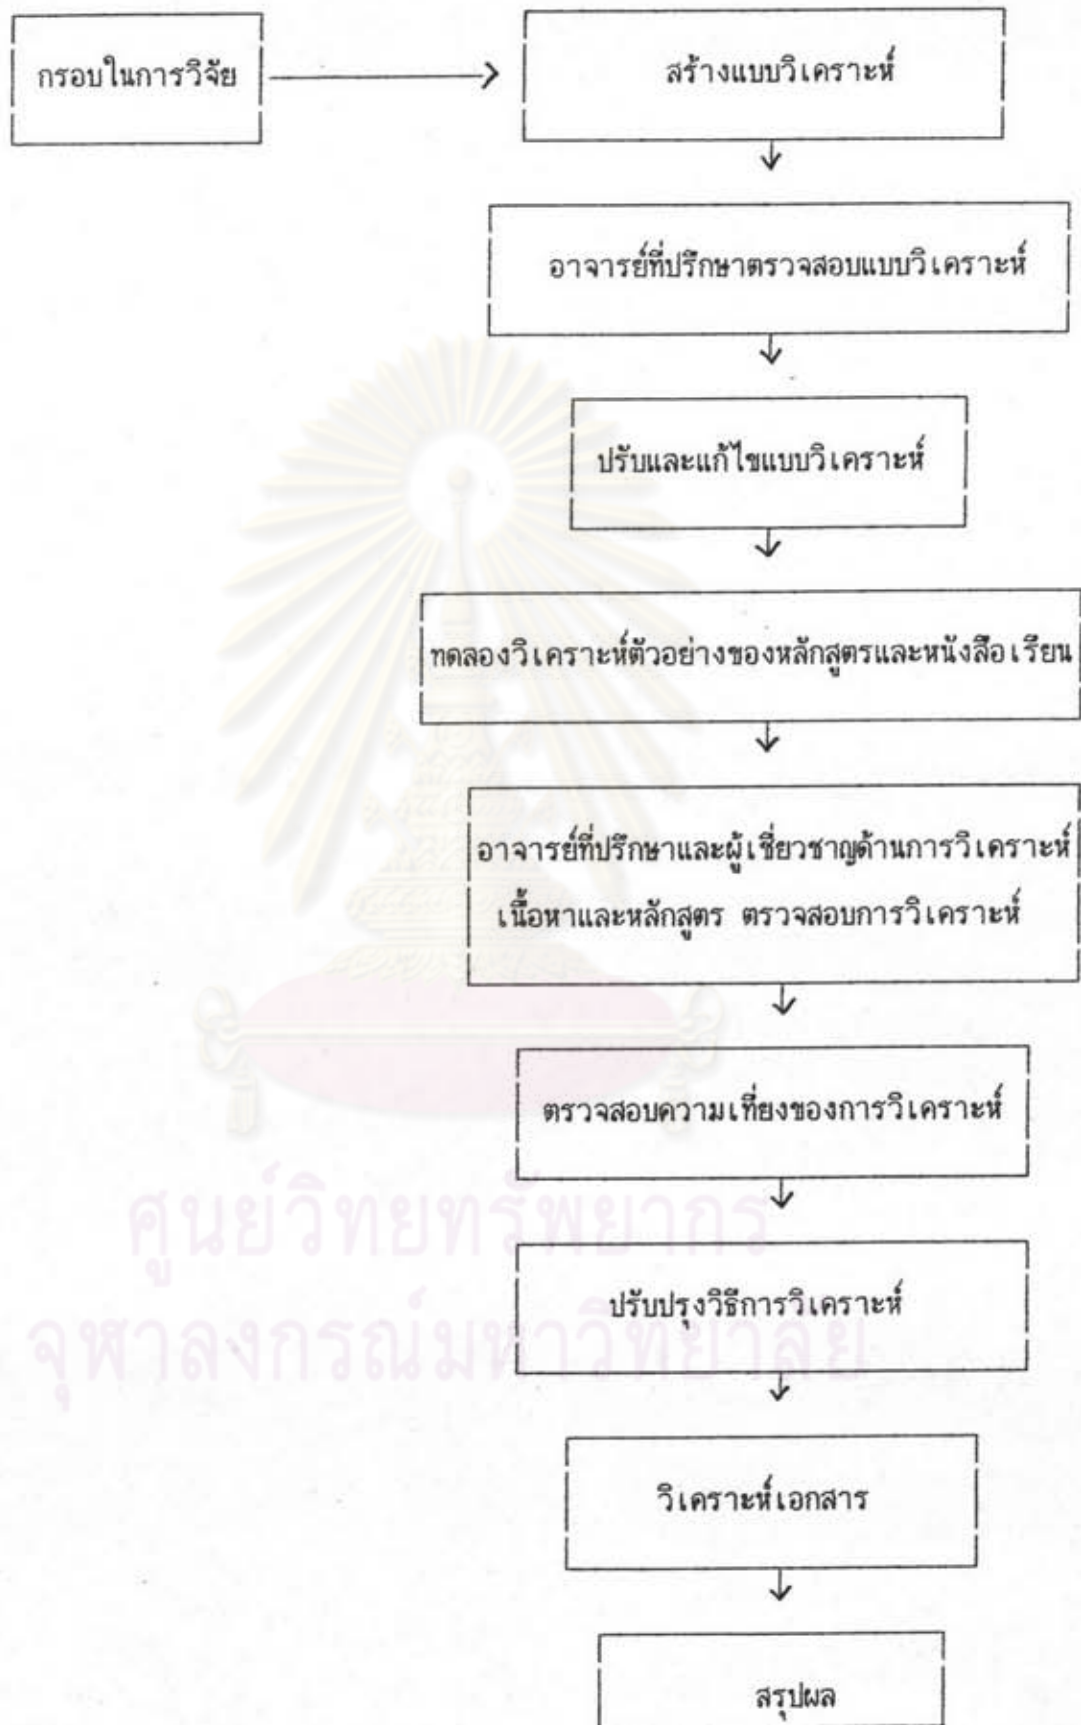 กรอบในการวิจัย
สร้างแบบวิเคราะห์
อาจารย์ที่ปรึกษาตรวจสอบแบบวิเคราะห์
ปรับและแก้ไขแบบวิเคราะห์
ทดลองวิเคราะห์ตัวอย่างของหลักสูตรและหนังสือเรียน
อาจารย์ที่ปรึกษาและผู้เชี่ยวชาญด้านการวิเคราะห์
เนื้อหาและหลักสูตร ตรวจสอบการวิเคราะห์
ตรวจสอบความเที่ยงของการวิเคราะห์
ศูนย์วิทยทรัพยากร
ปรับปรุงวิธีการวิเคราะห์
จุฬาลงกรณ์มหาวิทยาลัย
วิเคราะห์เอกสาร
สรุปผล